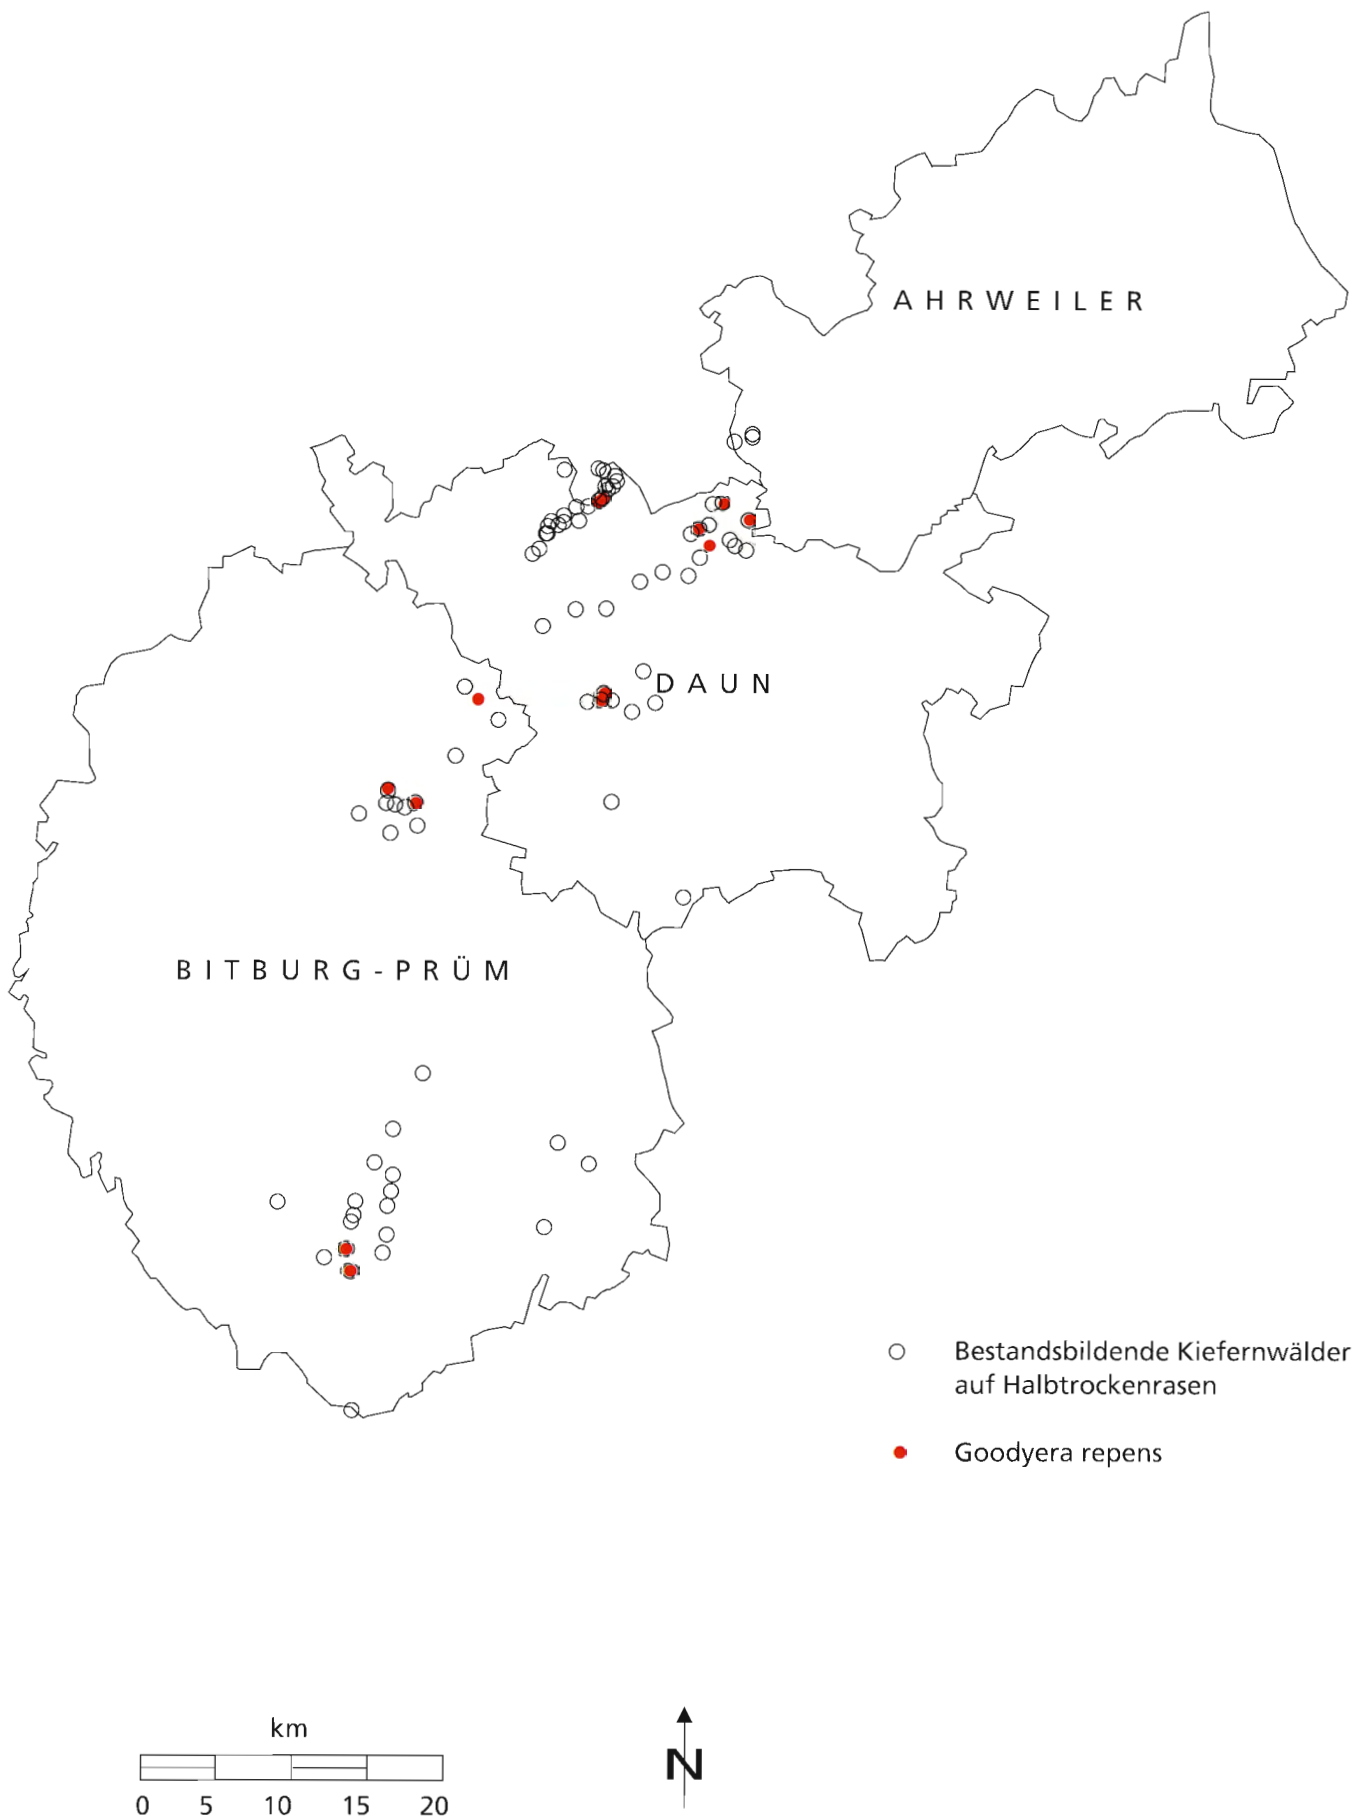 AHRWEILER
DAUN
BITBURG-PRÜM
Bestandsbildende Kiefernwälder
auf Halbtrockenrasen
Goodyera repens
km
0 5 10 15 20
N